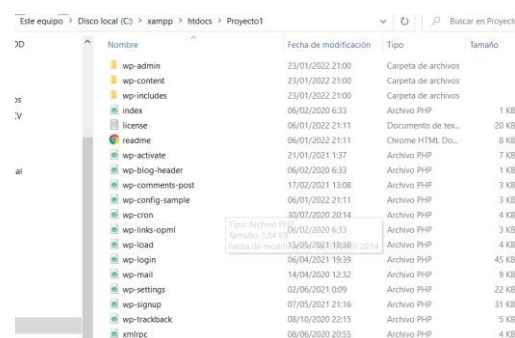 Este equipo > Disco local (C:) > xampp > htdocs > Proyecto1
Buscar en Proyecto
Nombre Fecha de modificación Tipo Tamaño
wp-admin 23/01/2022 21:00 Carpeta de archivos
wp-content 23/01/2022 21:00 Carpeta de archivos
wp-includes 23/01/2022 21:00 Carpeta de archivos
index 06/02/2020 6:33 Archivo PHP 1 KB
license 06/01/2022 21:11 Documento de tex... 20 KB
readme 06/01/2022 21:11 Chrome HTML Do... 8 KB
wp-activate 21/01/2021 1:37 Archivo PHP 7 KB
wp-blog-header 06/02/2020 6:33 Archivo PHP 1 KB
wp-comments-post 17/02/2021 13:08 Archivo PHP 3 KB
wp-config-sample 06/01/2022 21:11 Archivo PHP 3 KB
wp-cron 30/07/2020 20:14 Archivo PHP 4 KB
wp-links-opml 06/02/2020 6:33 Archivo PHP 3 KB
wp-load Archivo PHP 4 KB
wp-login 06/04/2021 19:39 Archivo PHP 45 KB
wp-mail 14/04/2020 12:32 Archivo PHP 9 KB
wp-settings 02/06/2021 0:09 Archivo PHP 22 KB
wp-signup 07/05/2021 21:16 Archivo PHP 31 KB
wp-trackback 08/10/2020 22:15 Archivo PHP 5 KB
xmlrpc 08/06/2020 20:55 Archivo PHP 4 KB
Tipo: Archivo PHP